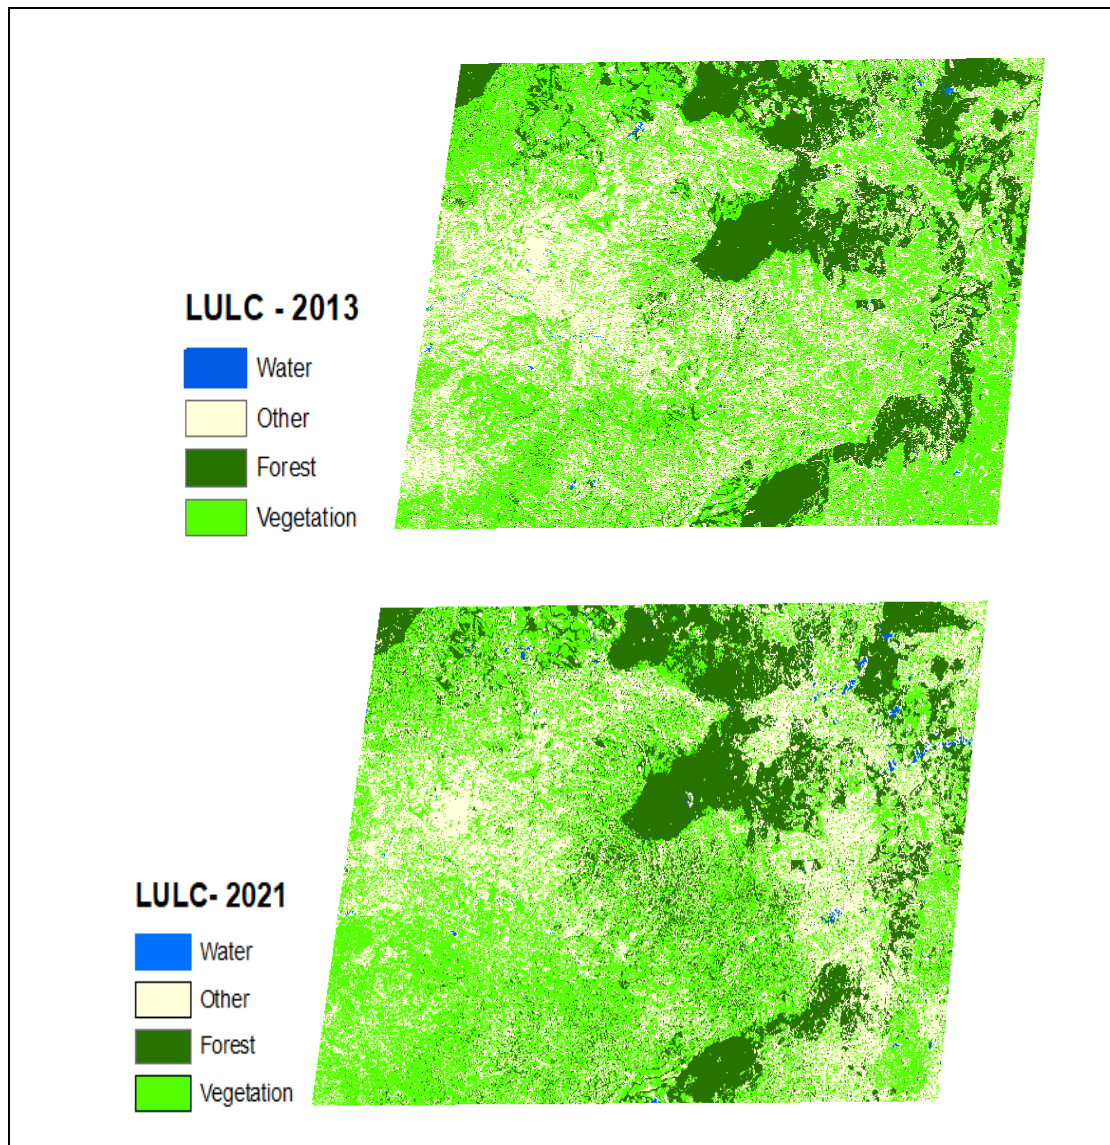 LULC - 2013
Water
Other
Forest
Vegetation
LULC- 2021
Water
Other
Forest
Vegetation